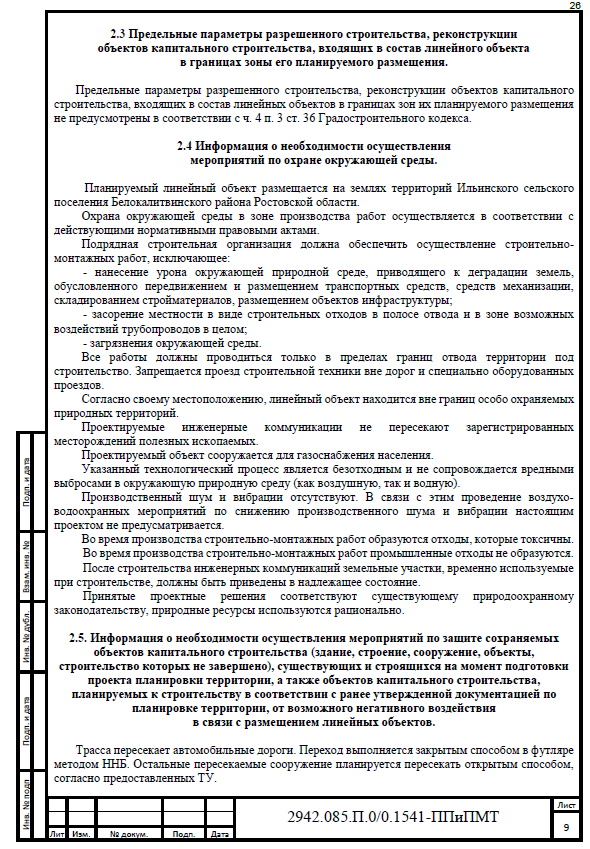 26
2.3 Предельные параметры разрешенного строительства, реконструкции
объектов капитального строительства, входящих в состав линейного объекта
в границах зоны его планируемого размещения.
Предельные параметры разрешенного строительства, реконструкции объектов капитального
строительства, входящих в состав линейных объектов в границах зон их планируемого размещения
не предусмотрены в соответствии с ч. 4 п. 3 ст. 36 Градостроительного кодекса.
2.4 Информация о необходимости осуществления
мероприятий по охране окружающей среды.
Планируемый линейный объект размещается на землях территорий Ильинского сельского
поселения Белокалитвинского района Ростовской области.
Охрана окружающей среды в зоне производства работ осуществляется в соответствии с
действующими нормативными правовыми актами.
Подрядная строительная организация должна обеспечить осуществление строительно-
монтажных работ, исключающее:
- нанесение урона окружающей природной среде, приводящего к деградации земель,
обусловленного передвижением и размещением транспортных средств, средств механизации,
складированием стройматериалов, размещением объектов инфраструктуры;
- засорение местности в виде строительных отходов в полосе отвода и в зоне возможных
воздействий трубопроводов в целом;
- загрязнения окружающей среды.
Все работы должны проводиться только в пределах границ отвода территории под
строительство. Запрещается проезд строительной техники вне дорог и специально оборудованных
проездов.
Согласно своему местоположению, линейный объект находится вне границ особо охраняемых
природных территорий.
Проектируемые инженерные коммуникации не пересекают зарегистрированных
месторождений полезных ископаемых.
Проектируемый объект сооружается для газоснабжения населения.
Указанный технологический процесс является безотходным и не сопровождается вредными
выбросами в окружающую природную среду (как воздушную, так и водную).
Производственный шум и вибрации отсутствуют. В связи с этим проведение воздухо-
водоохранных мероприятий по снижению производственного шума и вибрации настоящим
проектом не предусматривается.
Во время производства строительно-монтажных работ образуются отходы, которые токсичны.
Во время производства строительно-монтажных работ промышленные отходы не образуются.
После строительства инженерных коммуникаций земельные участки, временно используемые
при строительстве, должны быть приведены в надлежащее состояние.
Принятые проектные решения соответствуют существующему природоохранному
законодательству, природные ресурсы используются рационально.
2.5. Информация о необходимости осуществления мероприятий по защите сохраняемых
объектов капитального строительства (здание, строение, сооружение, объекты,
строительство которых не завершено), существующих и строящихся на момент подготовки
проекта планировки территории, а также объектов капитального строительства,
планируемых к строительству в соответствии с ранее утвержденной документацией по
планировке территории, от возможного негативного воздействия
в связи с размещением линейных объектов.
Трасса пересекает автомобильные дороги. Переход выполняется закрытым способом в футляре
методом ННБ. Остальные пересекаемые сооружение планируется пересекать открытым способом,
согласно предоставленных ТУ.
Подп. и дата
Взам. инв. №
Инв. № дубл.
Подп. и дата
Инв. № подп
Лит Изм. № докум. Подп. Дата
2942.085.П.0/0.1541-ППиПМТ
Лист
9